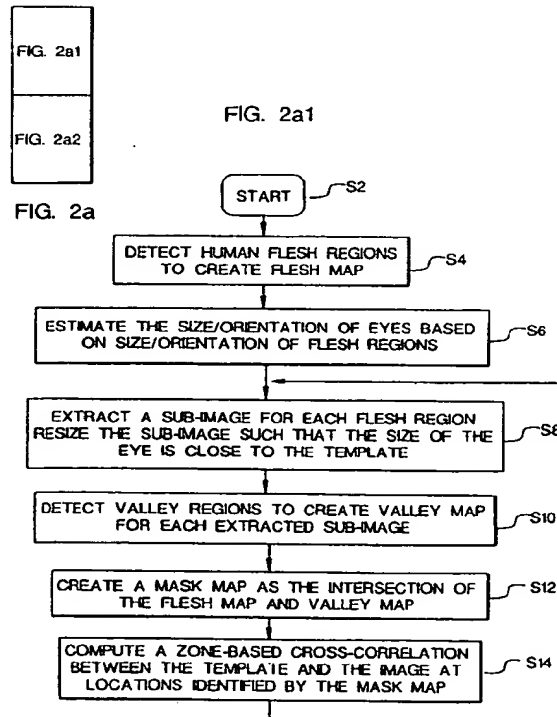 FIG. 2a1
FIG. 2a2
FIG. 2a
FIG. 2a1
START
S2
DETECT HUMAN FLESH REGIONS
TO CREATE FLESH MAP
S4
ESTIMATE THE SIZE/ORIENTATION OF EYES BASED
ON SIZE/ORIENTATION OF FLESH REGIONS
S6
EXTRACT A SUB-IMAGE FOR EACH FLESH REGION
RESIZE THE SUB-IMAGE SUCH THAT THE SIZE OF THE
EYE IS CLOSE TO THE TEMPLATE
S8
DETECT VALLEY REGIONS TO CREATE VALLEY MAP
FOR EACH EXTRACTED SUB-IMAGE
S10
CREATE A MASK MAP AS THE INTERSECTION OF
THE FLESH MAP AND VALLEY MAP
S12
COMPUTE A ZONE-BASED CROSS-CORRELATION
BETWEEN THE TEMPLATE AND THE IMAGE AT
LOCATIONS IDENTIFIED BY THE MASK MAP
S14